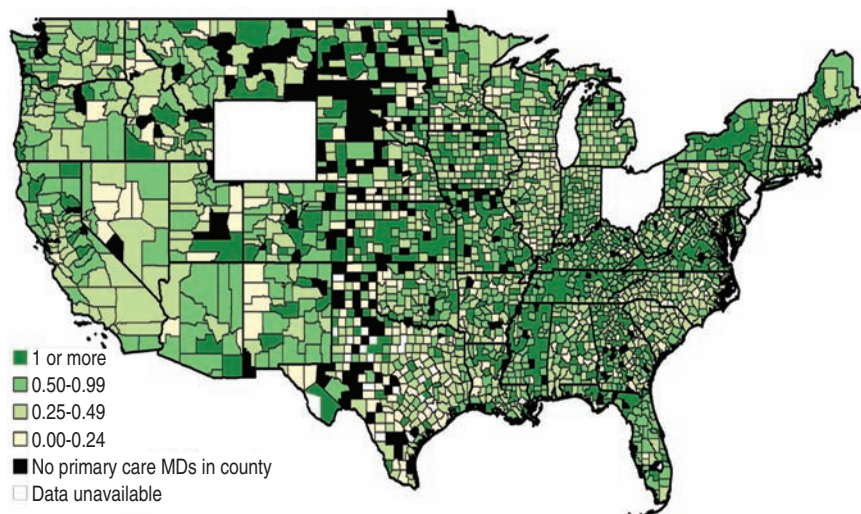 1 or more
0.50-0.99
0.25-0.49
0.00-0.24
No primary care MDs in county
Data unavailable